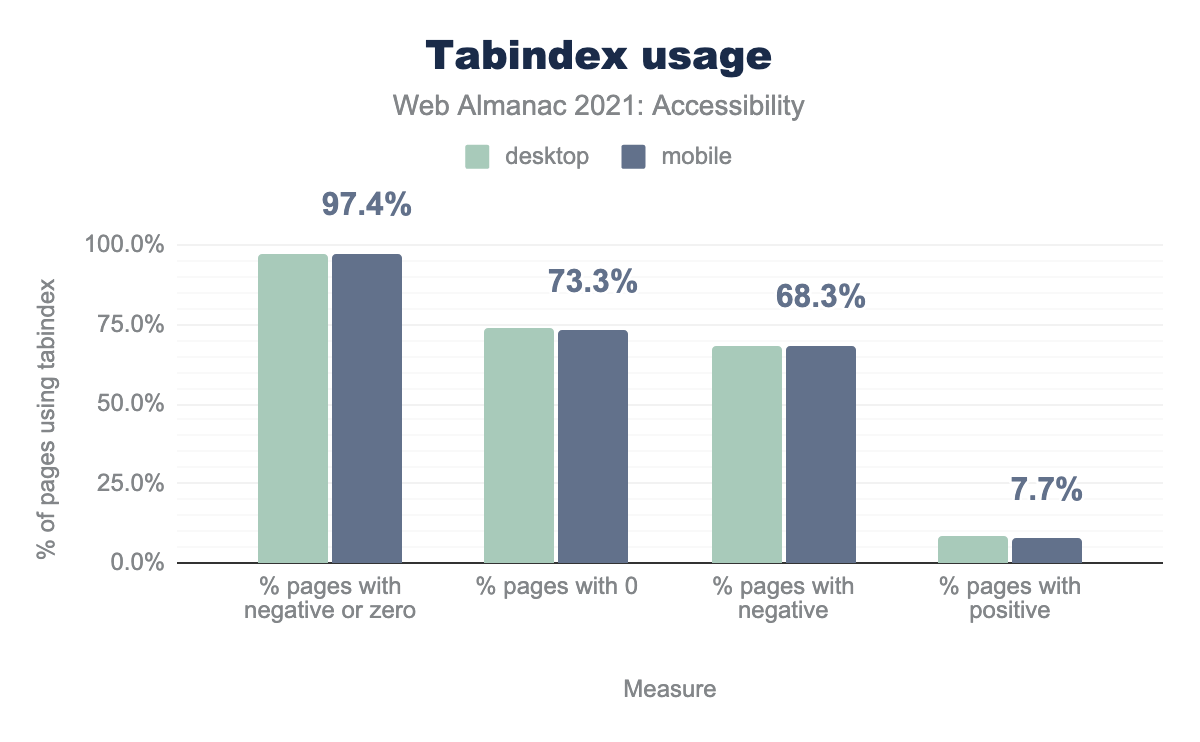 Tabindex usage
Web Almanac 2021: Accessibility
desktop
mobile
97.4%
73.3%
68.3%
7.7%
% of pages using tabindex
100.0%
75.0%
50.0%
25.0%
0.0%
% pages with
negative or zero
% pages with 0
% pages with
negative
% pages with
positive
Measure